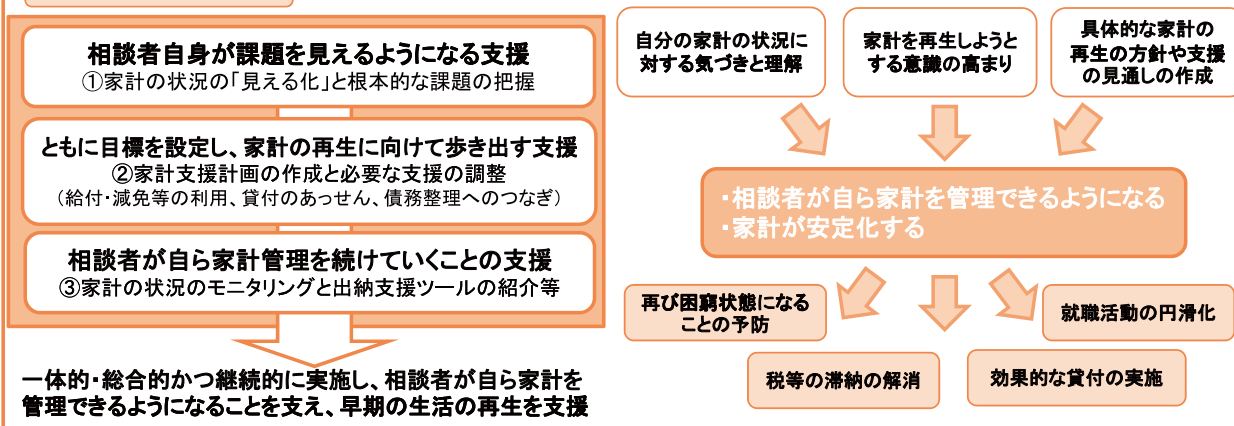 相談者自身が課題を見えるようになる支援
①家計の状況の「見える化」と根本的な課題の把握
ともに目標を設定し、家計の再生に向けて歩き出す支援
②家計支援計画の作成と必要な支援の調整
(給付・減免等の利用、貸付のあっせん、債務整理へのつなぎ)
相談者が自ら家計管理を続けていくことの支援
③家計の状況のモニタリングと出納支援ツールの紹介等
一体的・総合的かつ継続的に実施し、相談者が自ら家計を
管理できるようになることを支え、早期の生活の再生を支援
自分の家計の状況に
対する気づきと理解
家計を再生しようと
する意識の高まり
具体的な家計の
再生の方針や支援
の見通しの作成
・相談者が自ら家計を管理できるようになる
・家計が安定化する
再び困窮状態になる
ことの予防
税等の滞納の解消
効果的な貸付の実施
就職活動の円滑化